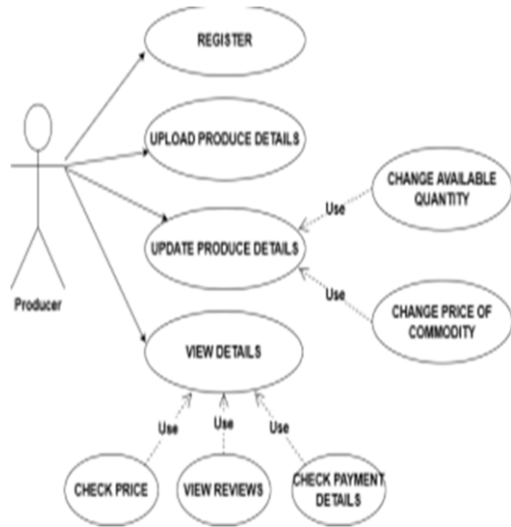 REGISTER
UPLOAD PRODUCE DETAILS
CHANGE AVAILABLE
QUANTITY
Use
UPDATE PRODUCE DETAILS
Use
Producer
CHANGE PRICE OF
COMMODITY
VIEW DETAILS
Use
Use
Use
CHECK PRICE
VIEW REVIEWS
CHECK PAYMENT
DETAILS